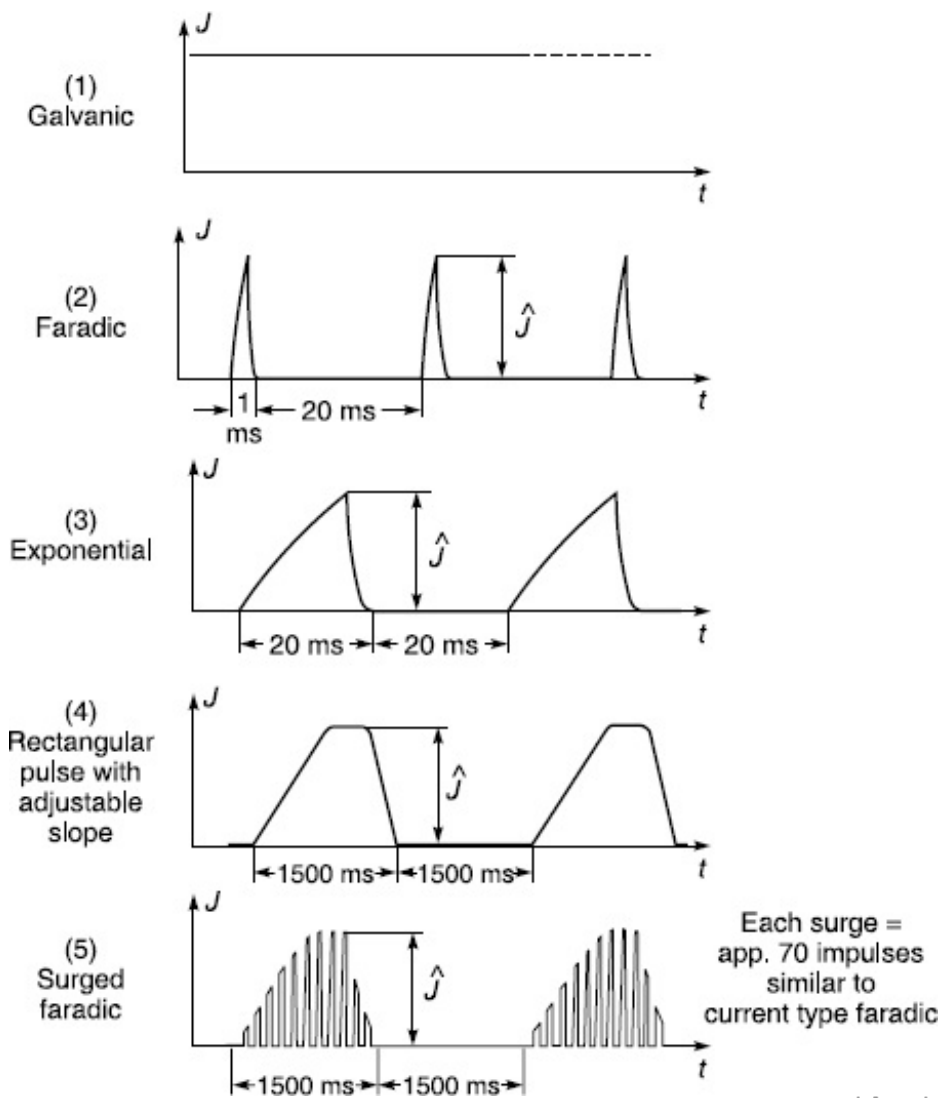 J
(1)
Galvanic
t
J
(2)
Faradic
Ĵ
t
1
ms
20 ms
J
(3)
Exponential
Ĵ
t
20 ms
20 ms
J
(4)
Rectangular
pulse with
adjustable
slope
Ĵ
t
1500 ms
1500 ms
J
(5)
Surged
faradic
Ĵ
t
1500 ms
1500 ms
Each surge =
app. 70 impulses
similar to
current type faradic